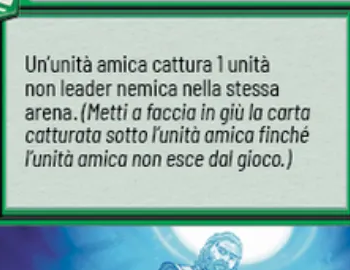 Un'unità amica cattura 1 unità
non leader nemica nella stessa
arena. (Metti a faccia in giù la carta
catturata sotto l'unità amica finché
l'unità amica non esce dal gioco.)